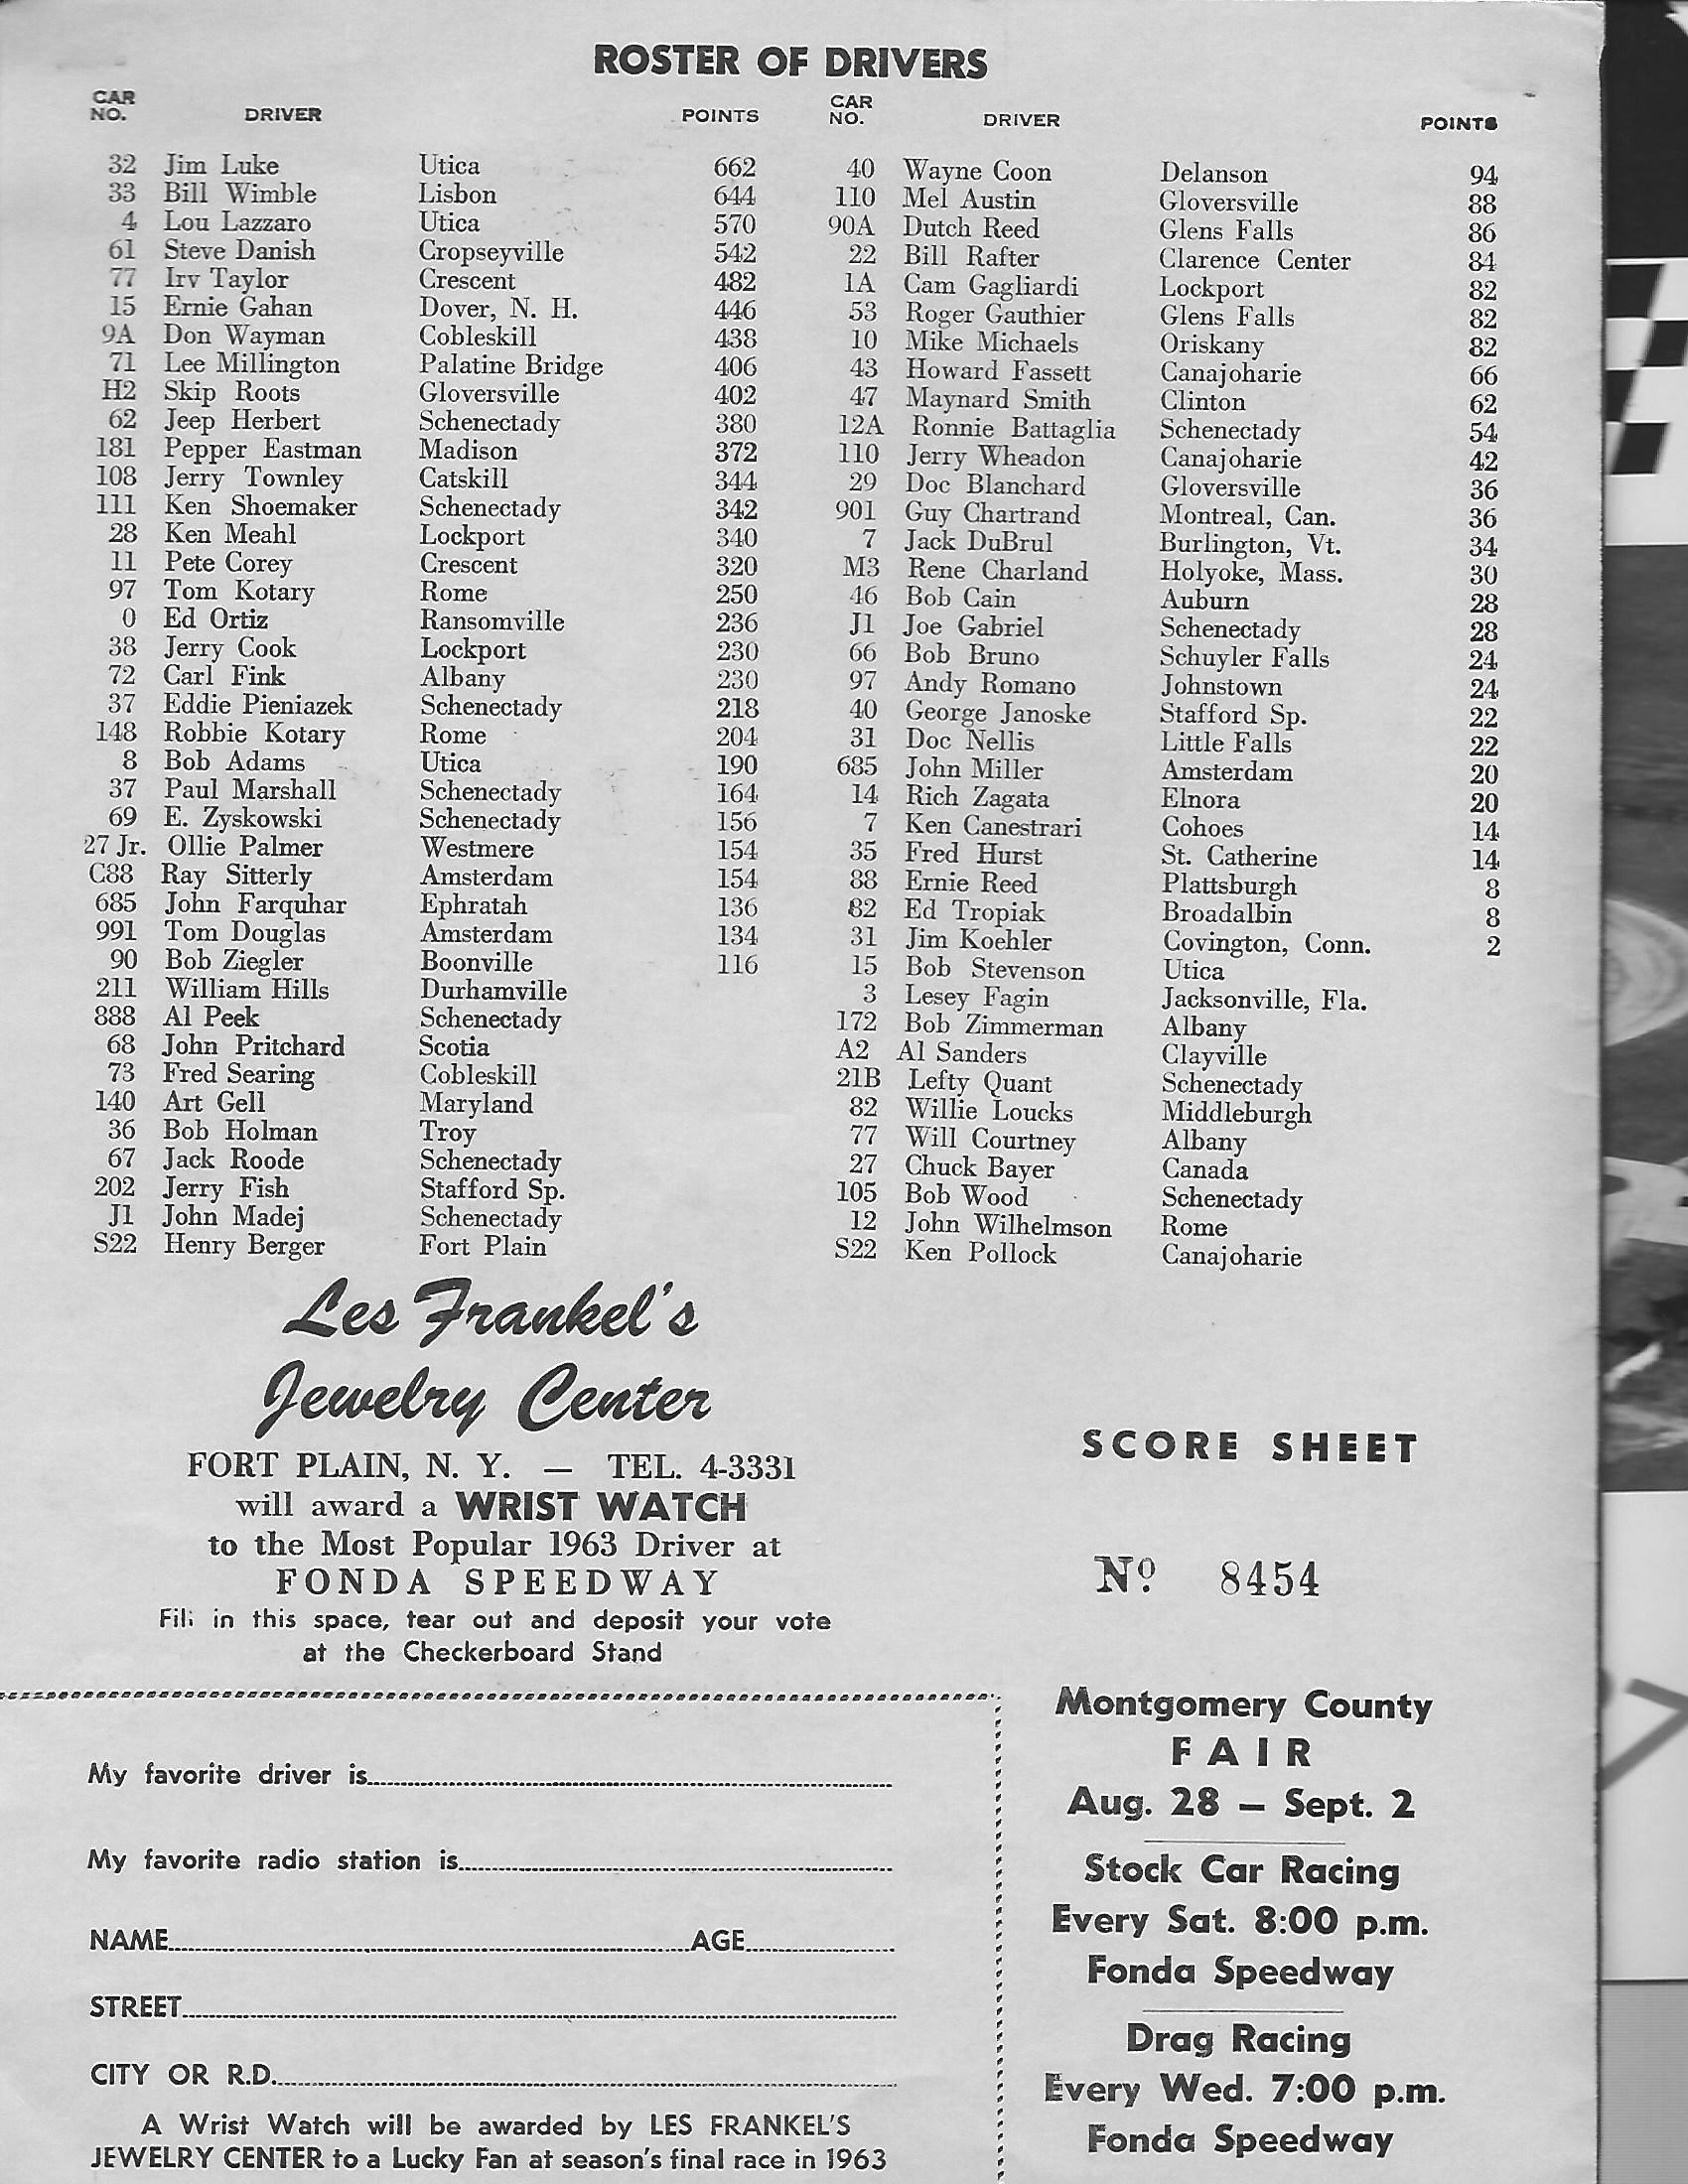 ROSTER OF DRIVERS
CAR NO. DRIVER POINTS
32 Jim Luke Utica 662
33 Bill Wimble Lisbon 644
4 Lou Lazzaro Utica 570
61 Steve Danish Cropseyville 542
77 Irv Taylor Crescent 482
15 Ernie Gahan Dover, N. H. 446
9A Don Wayman Cobleskill 438
71 Lee Millington Palatine Bridge 406
H2 Skip Roots Gloversville 402
62 Jeep Herbert Schenectady 380
181 Pepper Eastman Madison 372
108 Jerry Townley Catskill 344
111 Ken Shoemaker Schenectady 342
28 Ken Meahl Lockport 340
11 Pete Corey Crescent 320
97 Tom Kotary Rome 250
0 Ed Ortiz Ransomville 236
38 Jerry Cook Lockport 230
72 Carl Fink Albany 230
37 Eddie Pieniazek Schenectady 218
148 Robbie Kotary Rome 204
8 Bob Adams Utica 190
37 Paul Marshall Schenectady 164
69 E. Zyskowski Schenectady 156
27 Jr. Ollie Palmer Westmere 154
C88 Ray Sitterly Amsterdam 154
685 John Farquhar Ephratah 136
991 Tom Douglas Amsterdam 134
90 Bob Ziegler Boonville 116
211 William Hills Durhamville
888 Al Peek Schenectady
68 John Pritchard Scotia
73 Fred Searing Cobleskill
140 Art Gell Maryland
36 Bob Holman Troy
67 Jack Roode Schenectady
202 Jerry Fish Stafford Sp.
J1 John Madej Schenectady
S22 Henry Berger Fort Plain
CAR NO. DRIVER POINTS
40 Wayne Coon Delanson 94
110 Mel Austin Gloversville 88
90A Dutch Reed Glens Falls 86
22 Bill Rafter Clarence Center 84
1A Cam Gagliardi Lockport 82
53 Roger Gauthier Glens Falls 82
10 Mike Michaels Oriskany 82
43 Howard Fassett Canajoharie 66
47 Maynard Smith Clinton 62
12A Ronnie Battaglia Schenectady 54
110 Jerry Wheadon Canajoharie 42
29 Doc Blanchard Gloversville 36
901 Guy Chartrand Montreal, Can. 36
7 Jack DuBrul Burlington, Vt. 34
M3 Rene Charland Holyoke, Mass. 30
46 Bob Cain Auburn 28
J1 Joe Gabriel Schenectady 28
66 Bob Bruno Schuyler Falls 24
97 Andy Romano Johnstown 24
40 George Janoske Stafford Sp. 22
31 Doc Nellis Little Falls 22
685 John Miller Amsterdam 20
14 Rich Zagata Elnora 20
7 Ken Canestrari Cohoes 14
35 Fred Hurst St. Catherine 14
88 Ernie Reed Plattsburgh 8
82 Ed Tropiak Broadalbin 8
31 Jim Koehler Covington, Conn. 2
15 Bob Stevenson Utica
3 Lesey Fagin Jacksonville, Fla.
172 Bob Zimmerman Albany
A2 Al Sanders Clayville
21B Lefty Quant Schenectady
82 Willie Loucks Middleburgh
77 Will Courtney Albany
27 Chuck Bayer Canada
105 Bob Wood Schenectady
12 John Wilhelmson Rome
S22 Ken Pollock Canajoharie
Les Frankel's
Jewelry Center
FORT PLAIN, N. Y. — TEL. 4-3331
will award a WRIST WATCH
to the Most Popular 1963 Driver at
FONDA SPEEDWAY
Fill in this space, tear out and deposit your vote
at the Checkerboard Stand
My favorite driver is
My favorite radio station is
NAME AGE
STREET
CITY OR R.D.
A Wrist Watch will be awarded by LES FRANKEL'S
JEWELRY CENTER to a Lucky Fan at season's final race in 1963
SCORE SHEET
Nº 8454
Montgomery County
FAIR
Aug. 28 — Sept. 2
Stock Car Racing
Every Sat. 8:00 p.m.
Fonda Speedway
Drag Racing
Every Wed. 7:00 p.m.
Fonda Speedway